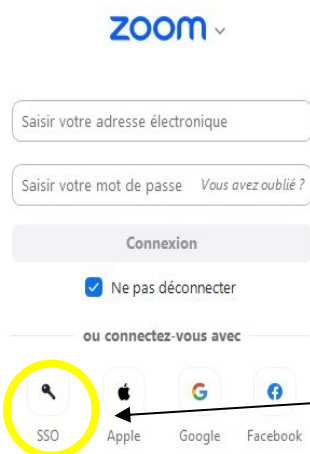 zoom
Saisir votre adresse électronique
Saisir votre mot de passe Vous avez oublié ?
Connexion
Ne pas déconnecter
ou connectez-vous avec
SSO Apple Google Facebook